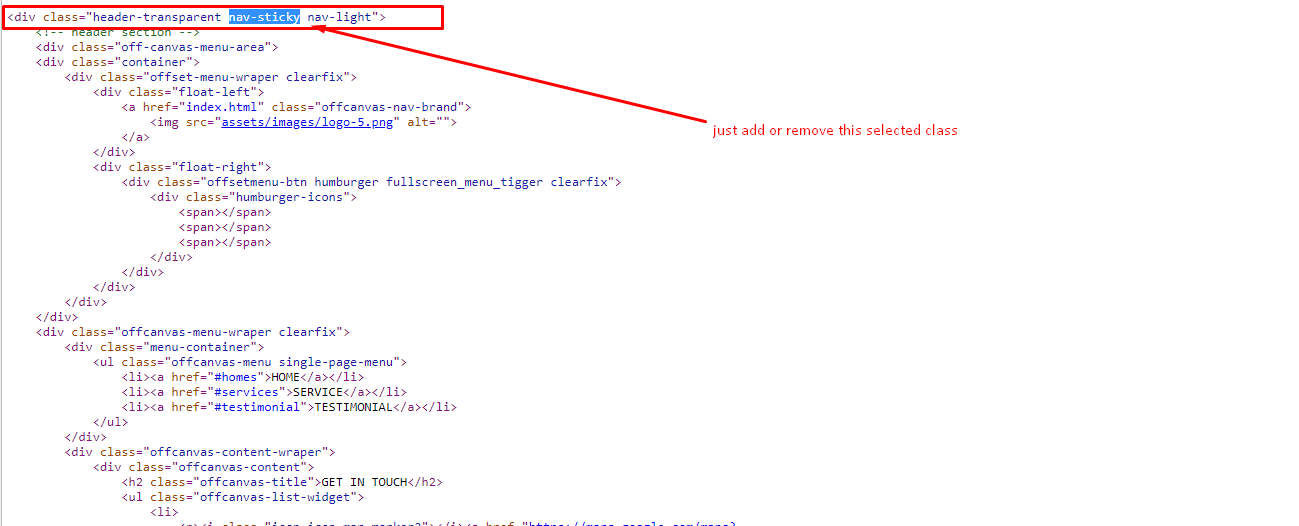 <div class="header-transparent nav-sticky nav-light">
<!-- header section -->
<div class="off-canvas-menu-area">
<div class="container">
<div class="offset-menu-wraper clearfix">
<div class="float-left">
<a href="index.html" class="offcanvas-nav-brand">
<img src="assets/images/logo-5.png" alt="">
just add or remove this selected class
</a>
</div>
<div class="float-right">
<div class="offsetmenu-btn humburger fullscreen_menu_tigger clearfix">
<div class="humburger-icons">
<span></span>
<span></span>
<span></span>
</div>
</div>
</div>
</div>
</div>
<div class="offcanvas-menu-wraper clearfix">
<div class="menu-container">
<ul class="offcanvas-menu single-page-menu">
<li><a href="#homes">HOME</a></li>
<li><a href="#services">SERVICE</a></li>
<li><a href="#testimonial">TESTIMONIAL</a></li>
</ul>
</div>
<div class="offcanvas-content-wraper">
<div class="offcanvas-content">
<h2 class="offcanvas-title">GET IN TOUCH</h2>
<ul class="offcanvas-list-widget">
<li>